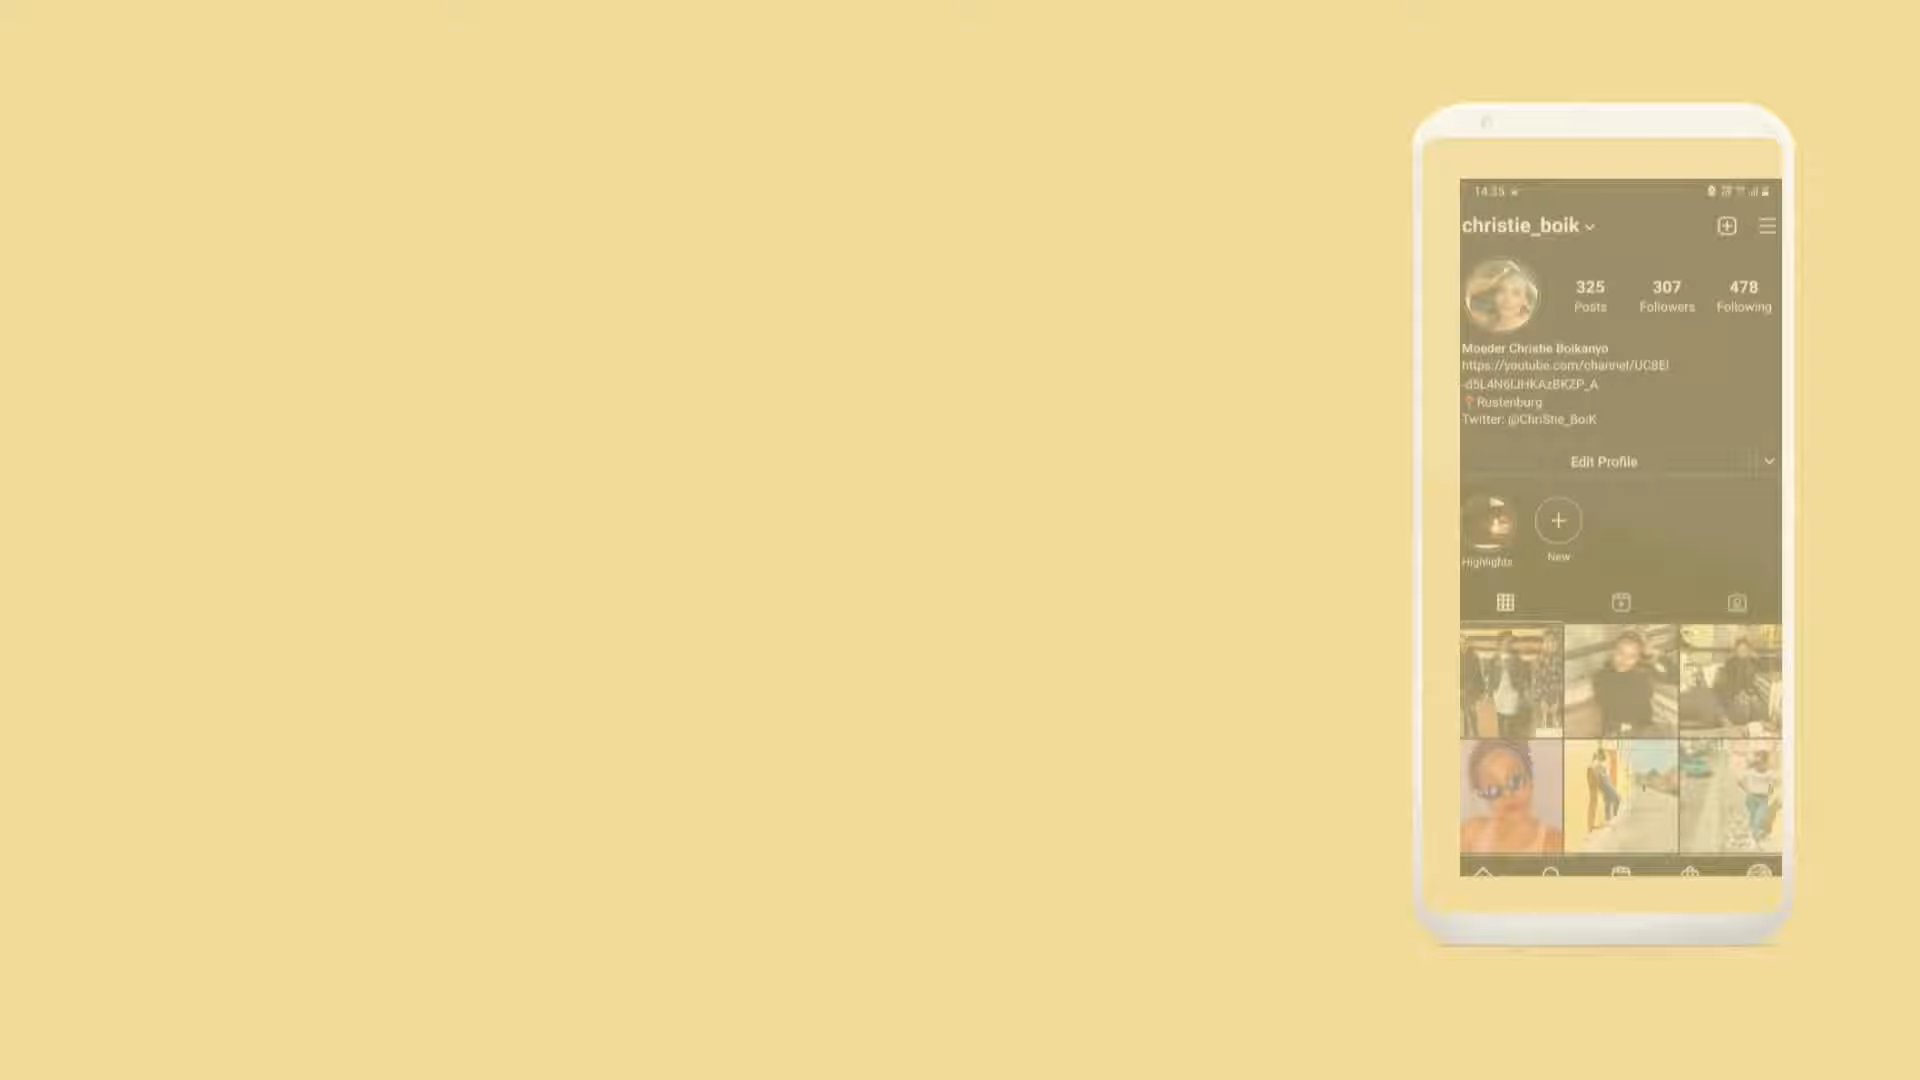 14:35
christie_boik
325 307 478
Posts Followers Following
Moeder Christie Boikanyo
https://youtube.com/channel/UC8El
📍Rustenburg
Twitter: @ChriStie_BoiK
Edit Profile
Highlights New